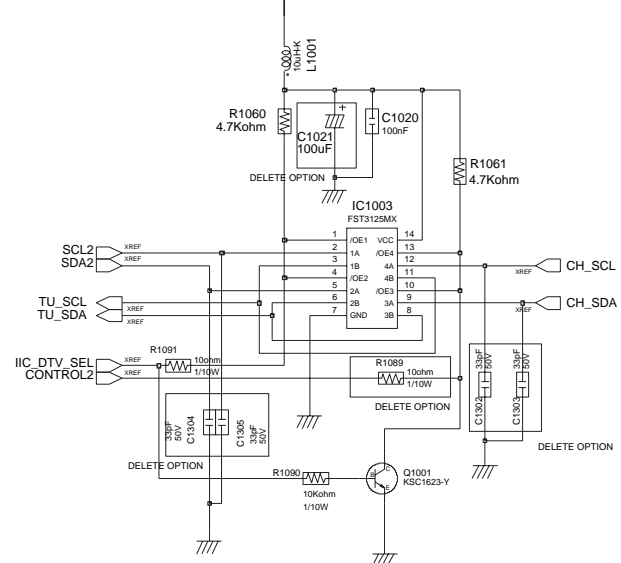 10uH-K
L1001
R1060
4.7Kohm
C1021
100uF
+
C1020
100nF
R1061
4.7Kohm
DELETE OPTION
IC1003
FST3125MX
1 /OE1 VCC 14
2 1A /OE4 13
3 1B 4A 12
4 /OE2 4B 11
5 2A /OE3 10
6 2B 3A 9
7 GND 3B 8
SCL2 XREF
SDA2 XREF
TU_SCL XREF
TU_SDA XREF
XREF CH_SCL
XREF CH_SDA
IIC_DTV_SEL XREF
CONTROL2 XREF
R1091
10ohm
1/10W
R1089
10ohm
1/10W
DELETE OPTION
33pF
50V
C1304
C1305
33pF
50V
DELETE OPTION
33pF
50V
C1302
33pF
50V
C1303
DELETE OPTION
R1090
10Kohm
1/10W
B
C
E
Q1001
KSC1623-Y